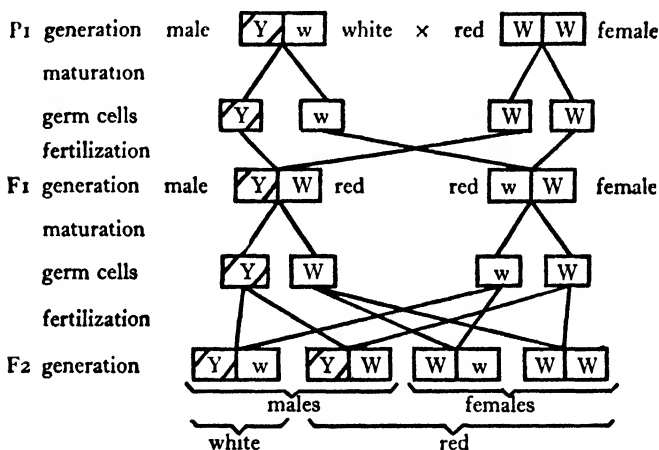 P1 generation male Y w white × red W W female
maturation
germ cells Y w W W
fertilization
F1 generation male Y W red red w W female
maturation
germ cells Y W w W
fertilization
F2 generation Y w Y W W w W W
males females
white red